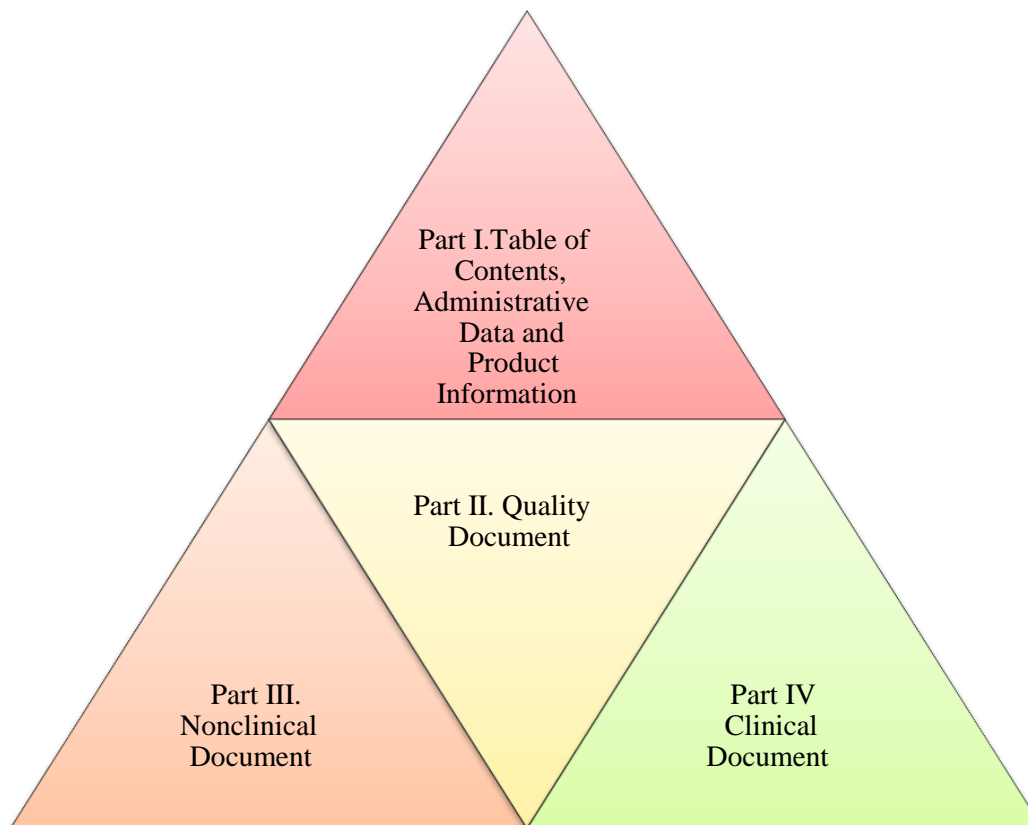 Part I.Table of
Contents,
Administrative
Data and
Product
Information
Part II. Quality
Document
Part III.
Nonclinical
Document
Part IV
Clinical
Document